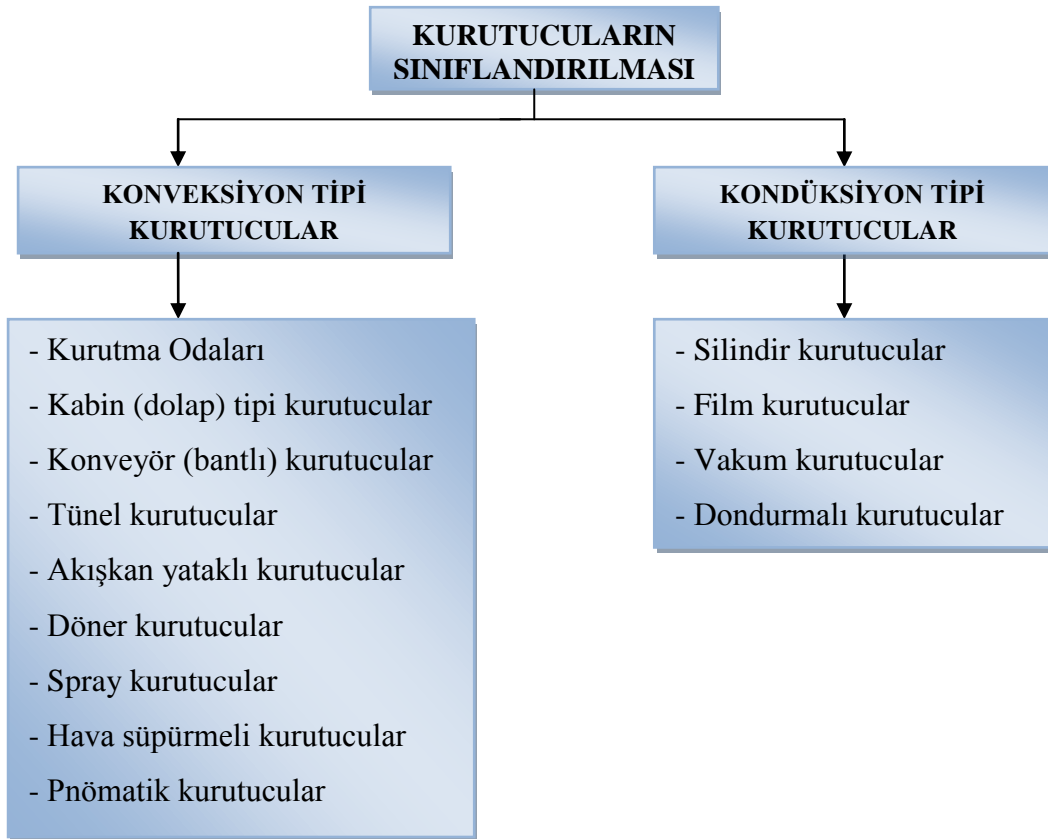 KURUTUCULARIN
SINIFLANDIRILMASI
KONVEKSİYON TİPİ
KURUTUCULAR
- Kurutma Odaları
- Kabin (dolap) tipi kurutucular
- Konveyör (bantlı) kurutucular
- Tünel kurutucular
- Akışkan yataklı kurutucular
- Döner kurutucular
- Spray kurutucular
- Hava süpürmeli kurutucular
- Pnömatik kurutucular
KONDÜKSİYON TİPİ
KURUTUCULAR
- Silindir kurutucular
- Film kurutucular
- Vakum kurutucular
- Dondurmalı kurutucular